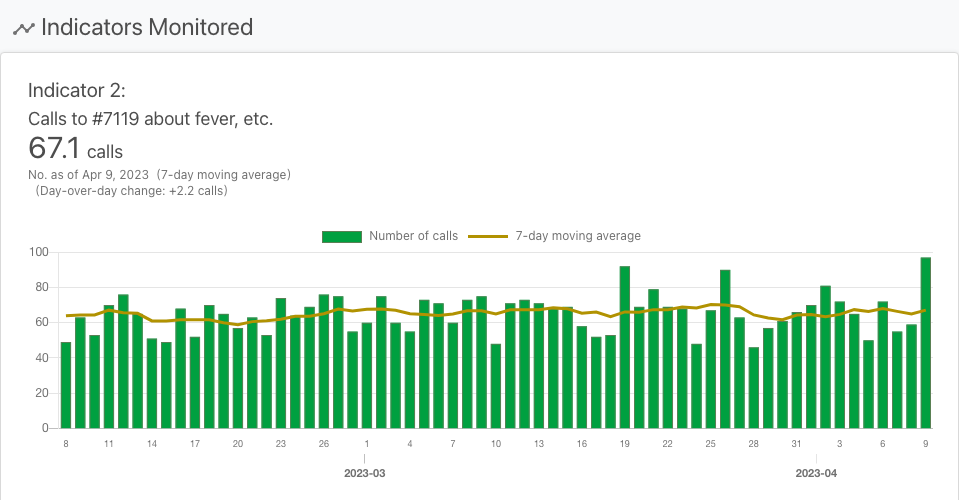 Indicators Monitored
Indicator 2:
Calls to #7119 about fever, etc.
67.1 calls
No. as of Apr 9, 2023 (7-day moving average)
(Day-over-day change: +2.2 calls)
Number of calls 7-day moving average
100
80
60
40
20
0
8 11 14 17 20 23 26 1 4 7 10 13 16 19 22 25 28 31 3 6 9
2023-03 2023-04